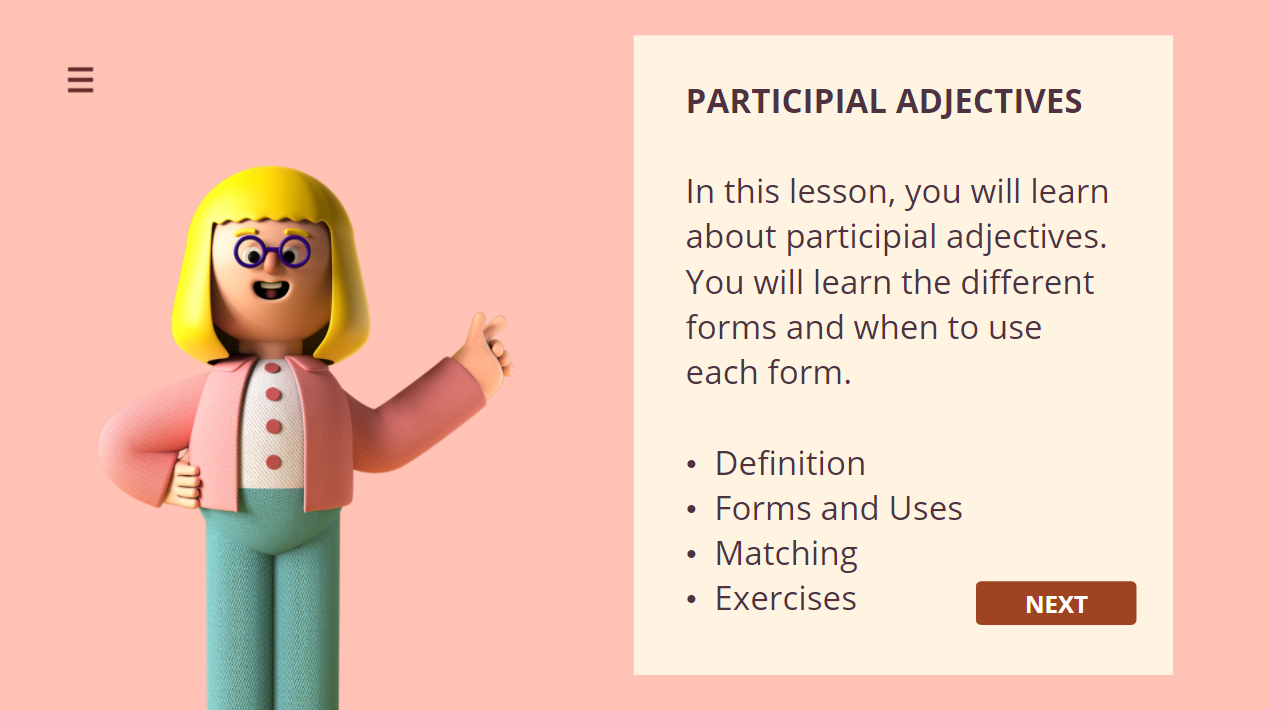 PARTICIPIAL ADJECTIVES
In this lesson, you will learn
about participial adjectives.
You will learn the different
forms and when to use
each form.
• Definition
• Forms and Uses
• Matching
• Exercises
NEXT